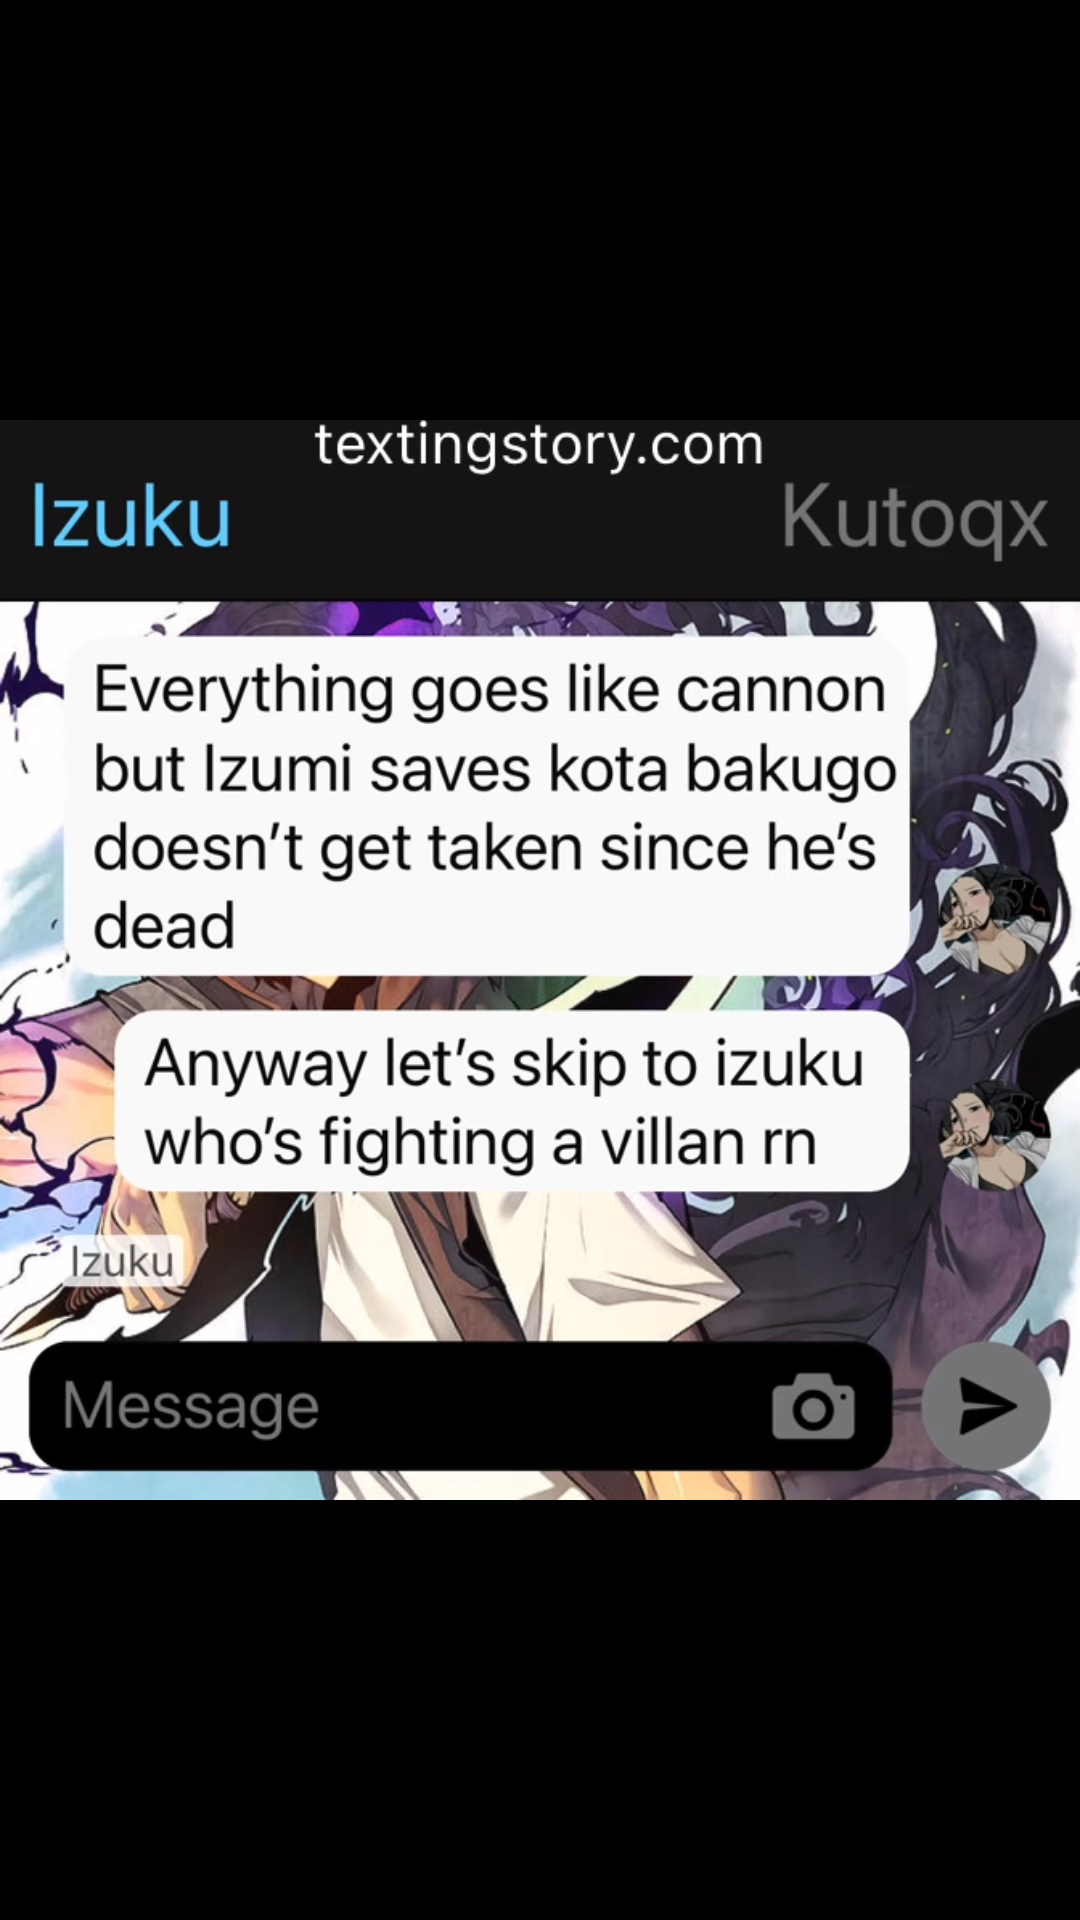 textingstory.com
Izuku Kutoqx
Everything goes like cannon
but Izumi saves kota bakugo
doesn’t get taken since he’s
dead
Anyway let’s skip to izuku
who’s fighting a villan rn
Izuku
Message